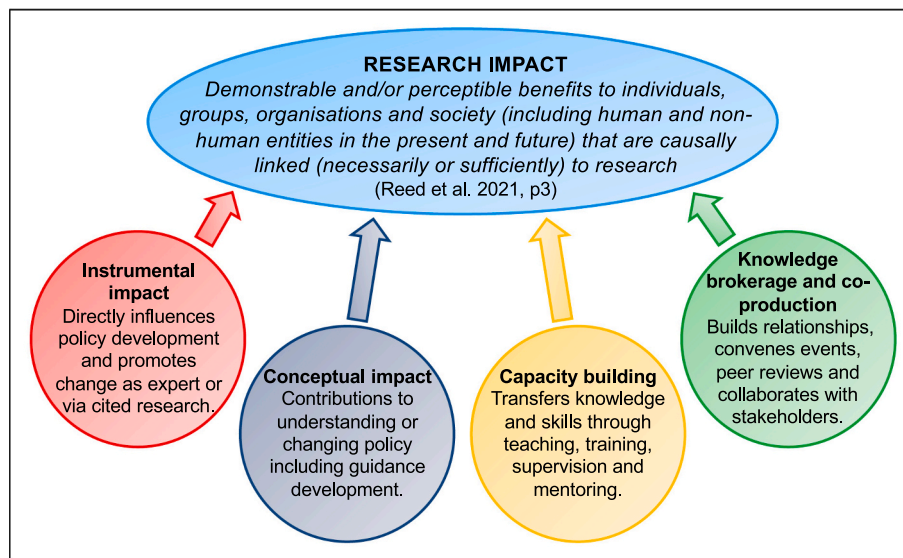 RESEARCH IMPACT
Demonstrable and/or perceptible benefits to individuals,
groups, organisations and society (including human and non-
human entities in the present and future) that are causally
linked (necessarily or sufficiently) to research
(Reed et al. 2021, p3)
Instrumental
impact
Directly influences
policy development
and promotes
change as expert or
via cited research.
Conceptual impact
Contributions to
understanding or
changing policy
including guidance
development.
Capacity building
Transfers knowledge
and skills through
teaching, training,
supervision and
mentoring.
Knowledge
brokerage and co-
production
Builds relationships,
convenes events,
peer reviews and
collaborates with
stakeholders.